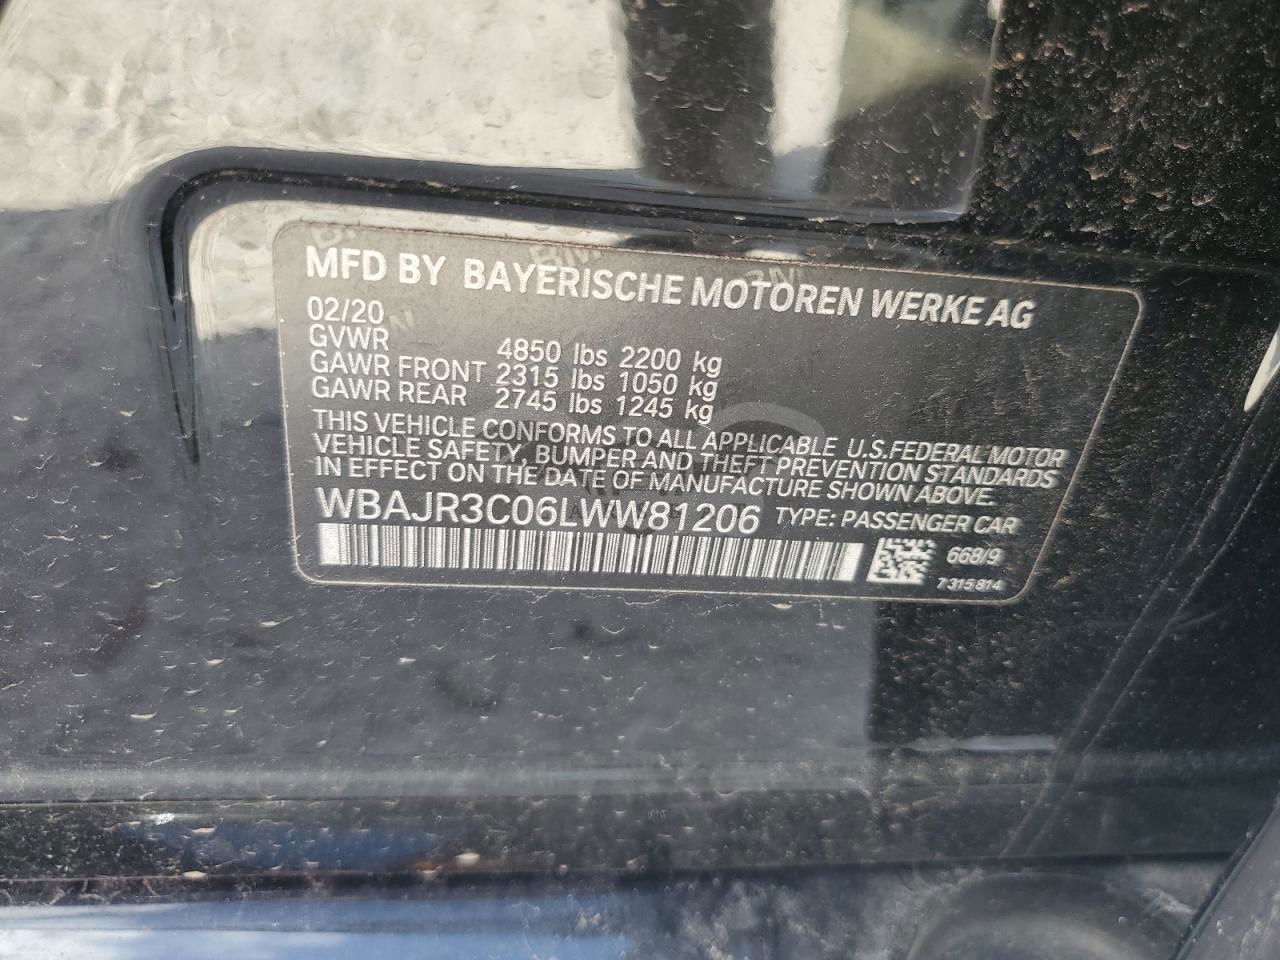 MFD BY BAYERISCHE MOTOREN WERKE AG
02/20
GVWR 4850 lbs 2200 kg
GAWR FRONT 2315 lbs 1050 kg
GAWR REAR 2745 lbs 1245 kg
THIS VEHICLE CONFORMS TO ALL APPLICABLE U.S.FEDERAL MOTOR
VEHICLE SAFETY, BUMPER AND THEFT PREVENTION STANDARDS
IN EFFECT ON THE DATE OF MANUFACTURE SHOWN ABOVE.
WBAJR3C06LWW81206 TYPE: PASSENGER CAR
668/9
7315814